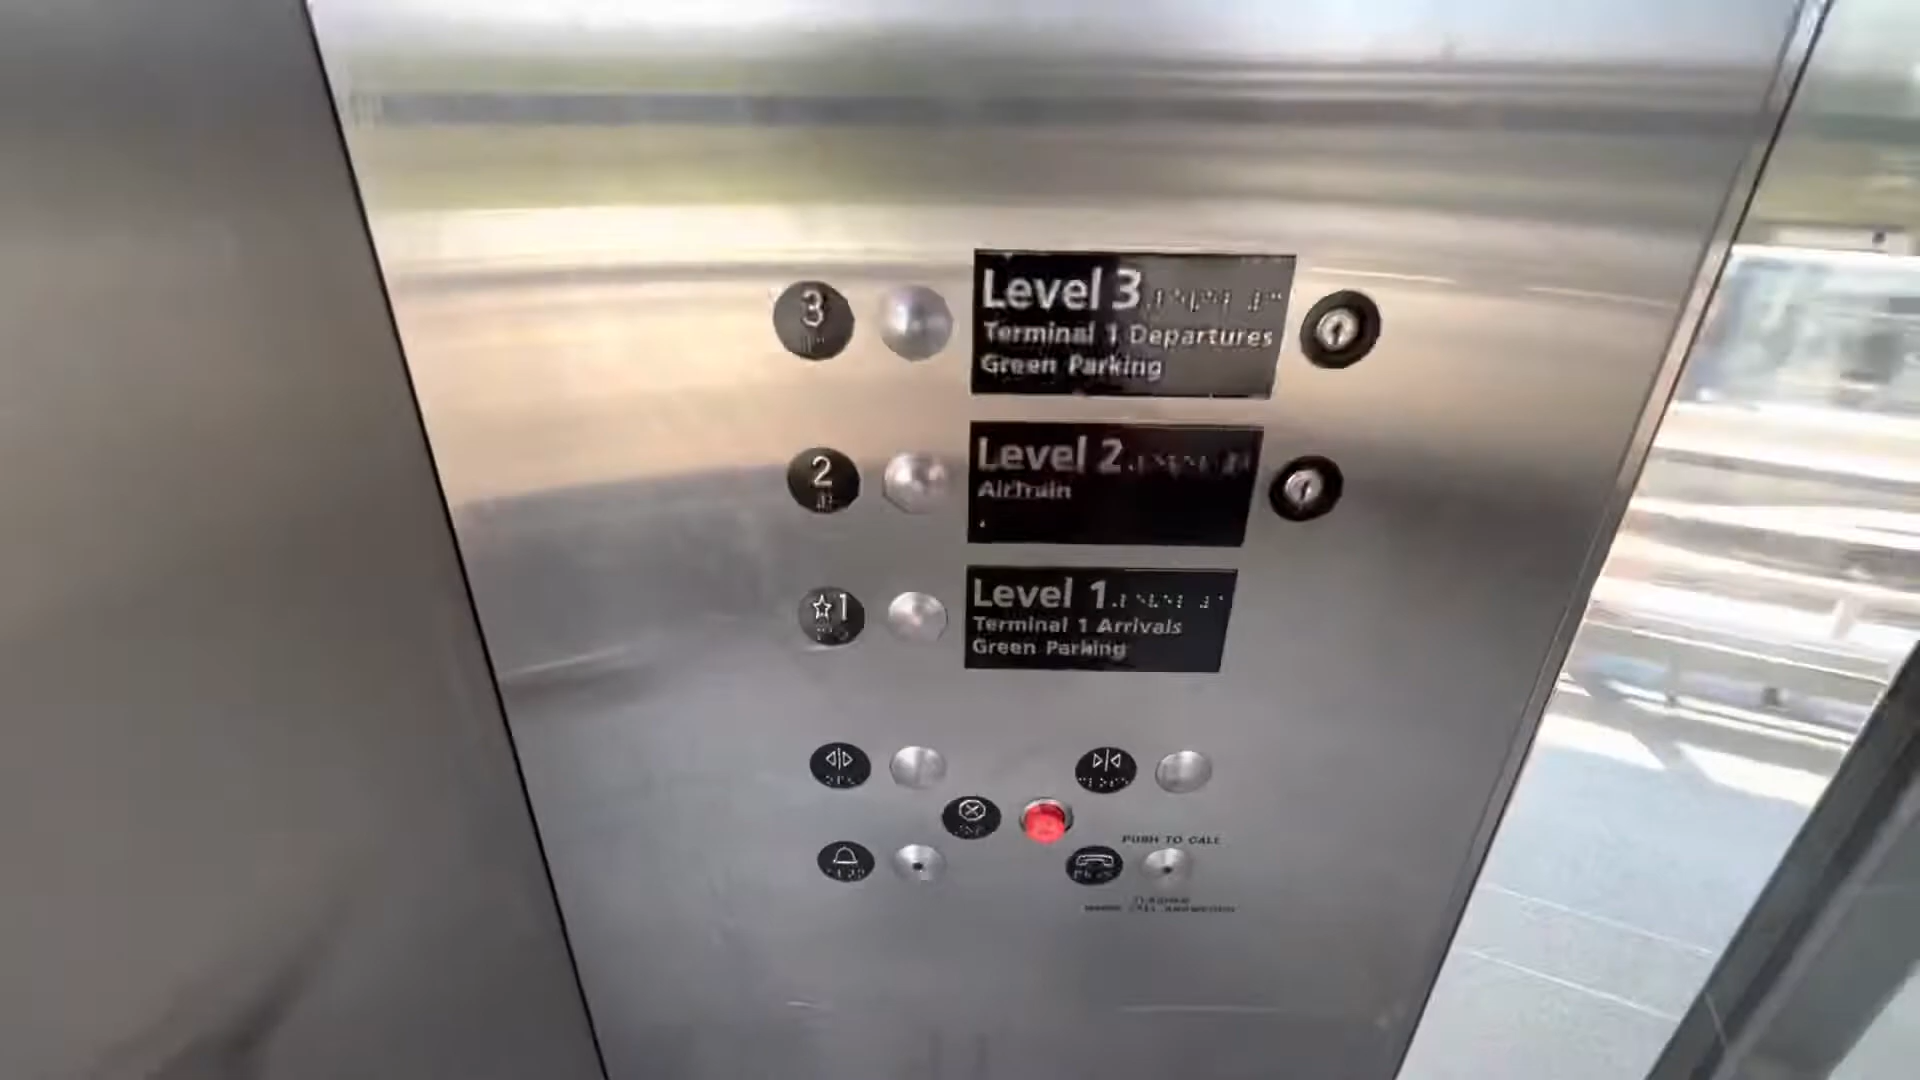 3
Level 3
Terminal 1 Departures
Green Parking
2
Level 2
AirTrain
☆1
Level 1
Terminal 1 Arrivals
Green Parking
PUSH TO CALL